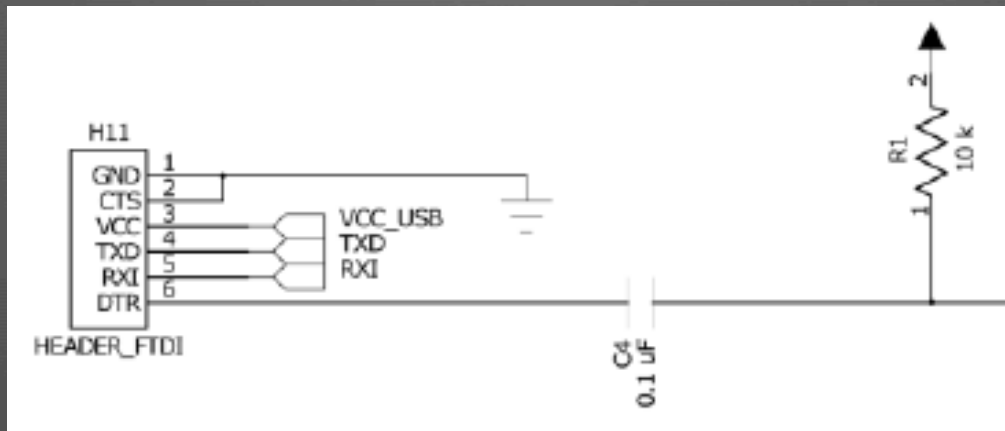 H11
GND 1
CTS 2
VCC 3
TXD 4
RXI 5
DTR 6
HEADER_FTDI
VCC_USB
TXD
RXI
C4
0.1 uF
2
R1
10 k
1